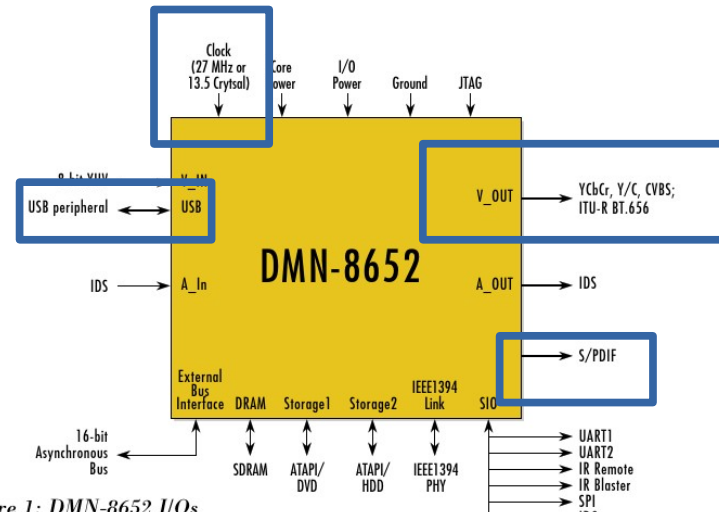 Clock
(27 MHz or
13.5 Crytsal)
I/O
Power
Ground
JTAG
V_IN
USB peripheral
USB
V_OUT
YCbCr, Y/C, CVBS;
ITU-R BT.656
DMN-8652
IDS
A_In
A_OUT
IDS
S/PDIF
External
Bus
Interface
DRAM
Storage1
Storage2
IEEE1394
Link
SIO
16-bit
Asynchronous
Bus
SDRAM
ATAPI/
DVD
ATAPI/
HDD
IEEE1394
PHY
UART1
UART2
IR Remote
IR Blaster
SPI
1: DMN-8652 I/Os